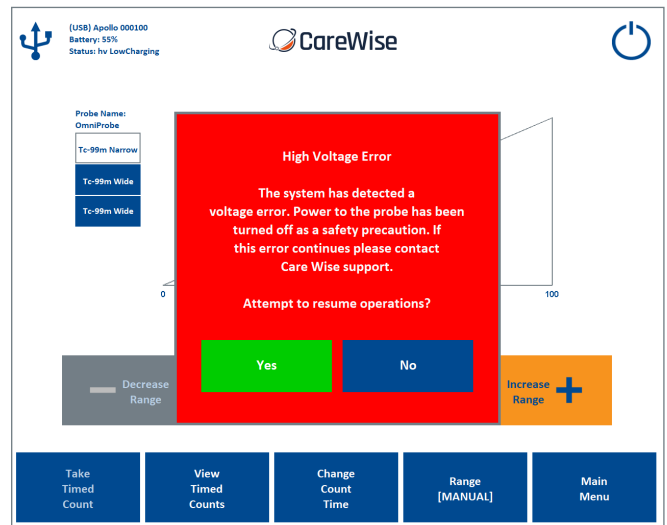 (USB) Apollo 000100
Battery: 55%
Status: hv LowCharging
CareWise
Probe Name:
OmniProbe
Tc-99m Narrow
Tc-99m Wide
Tc-99m Wide
High Voltage Error
The system has detected a
voltage error. Power to the probe has been
turned off as a safety precaution. If
this error continues please contact
Care Wise support.
Attempt to resume operations?
Yes
No
0
100
Decrease
Range
Increase
Range
Take
Timed
Count
View
Timed
Counts
Change
Count
Time
Range
[MANUAL]
Main
Menu